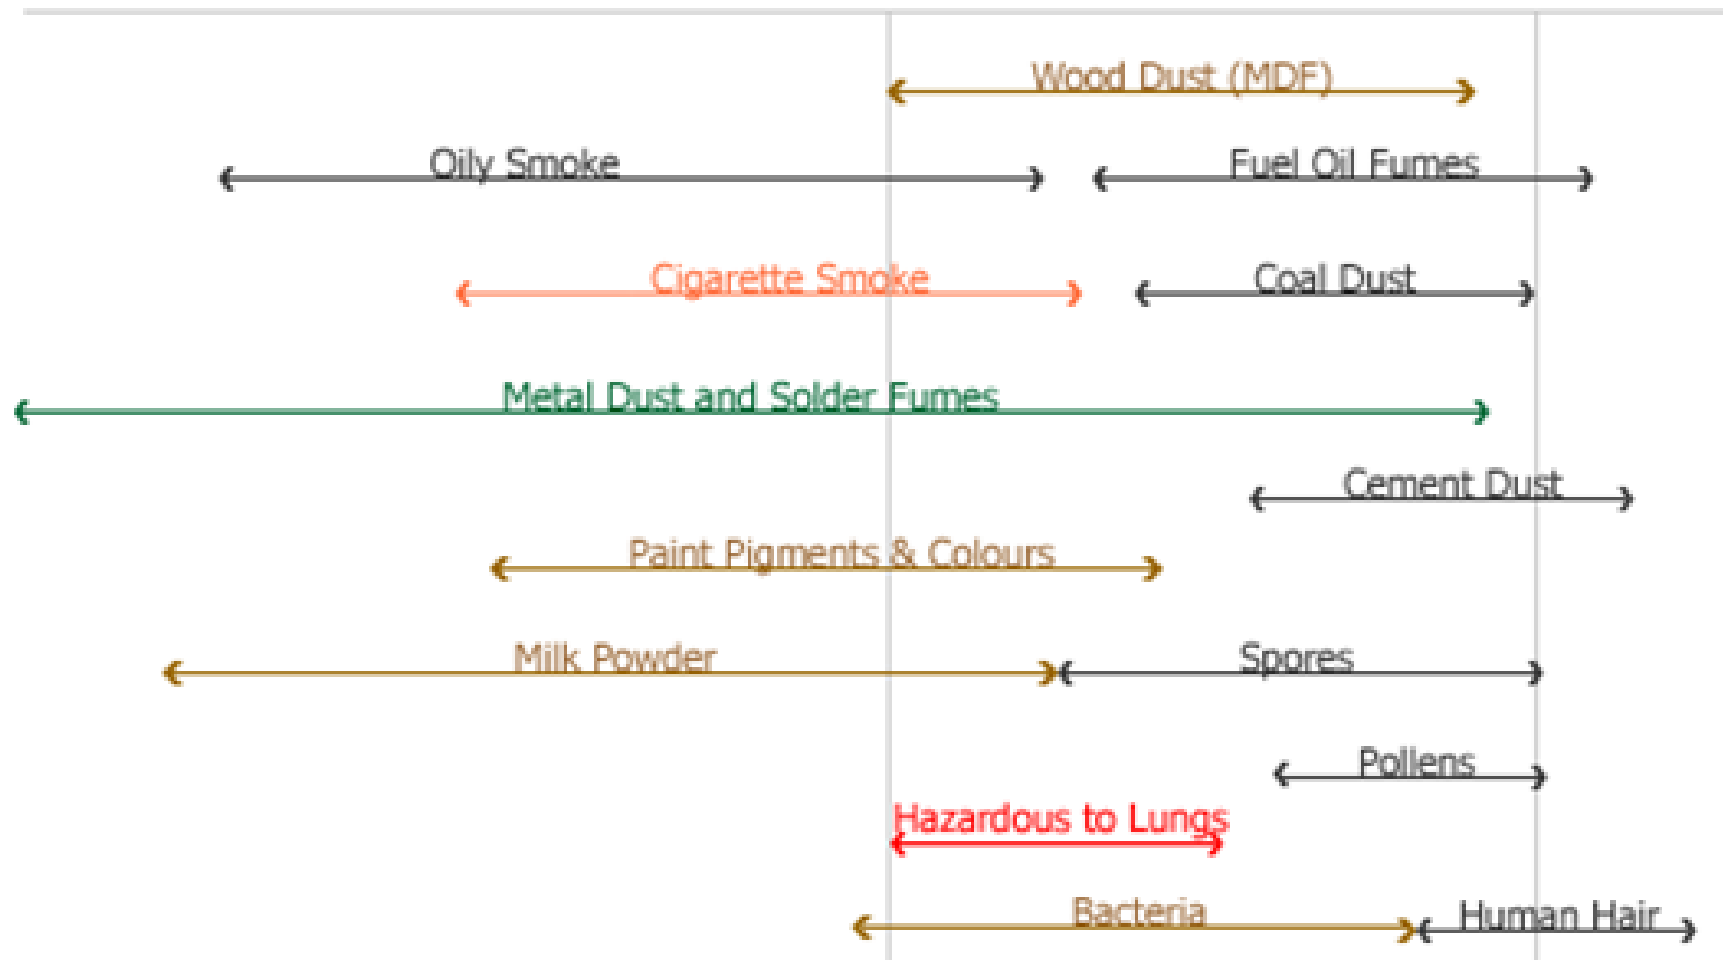 Wood Dust (MDF)
Oily Smoke
Fuel Oil Fumes
Cigarette Smoke
Coal Dust
Metal Dust and Solder Fumes
Cement Dust
Paint Pigments & Colours
Milk Powder
Spores
Pollens
Hazardous to Lungs
Bacteria
Human Hair